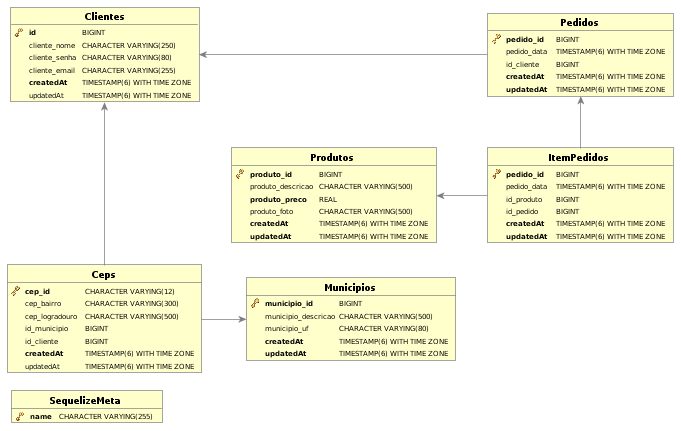 Clientes
id BIGINT
cliente_nome CHARACTER VARYING(250)
cliente_senha CHARACTER VARYING(80)
cliente_email CHARACTER VARYING(255)
createdAt TIMESTAMP(6) WITH TIME ZONE
updatedAt TIMESTAMP(6) WITH TIME ZONE
Pedidos
pedido_id BIGINT
pedido_data TIMESTAMP(6) WITH TIME ZONE
id_cliente BIGINT
createdAt TIMESTAMP(6) WITH TIME ZONE
updatedAt TIMESTAMP(6) WITH TIME ZONE
Produtos
produto_id BIGINT
produto_descricao CHARACTER VARYING(500)
produto_preco REAL
produto_foto CHARACTER VARYING(500)
createdAt TIMESTAMP(6) WITH TIME ZONE
updatedAt TIMESTAMP(6) WITH TIME ZONE
ItemPedidos
pedido_id BIGINT
pedido_data TIMESTAMP(6) WITH TIME ZONE
id_produto BIGINT
id_pedido BIGINT
createdAt TIMESTAMP(6) WITH TIME ZONE
updatedAt TIMESTAMP(6) WITH TIME ZONE
Ceps
cep_id CHARACTER VARYING(12)
cep_bairro CHARACTER VARYING(300)
cep_logradouro CHARACTER VARYING(500)
id_municipio BIGINT
id_cliente BIGINT
createdAt TIMESTAMP(6) WITH TIME ZONE
updatedAt TIMESTAMP(6) WITH TIME ZONE
Municipios
municipio_id BIGINT
municipio_descricao CHARACTER VARYING(500)
municipio_uf CHARACTER VARYING(80)
createdAt TIMESTAMP(6) WITH TIME ZONE
updatedAt TIMESTAMP(6) WITH TIME ZONE
SequelizeMeta
name CHARACTER VARYING(255)